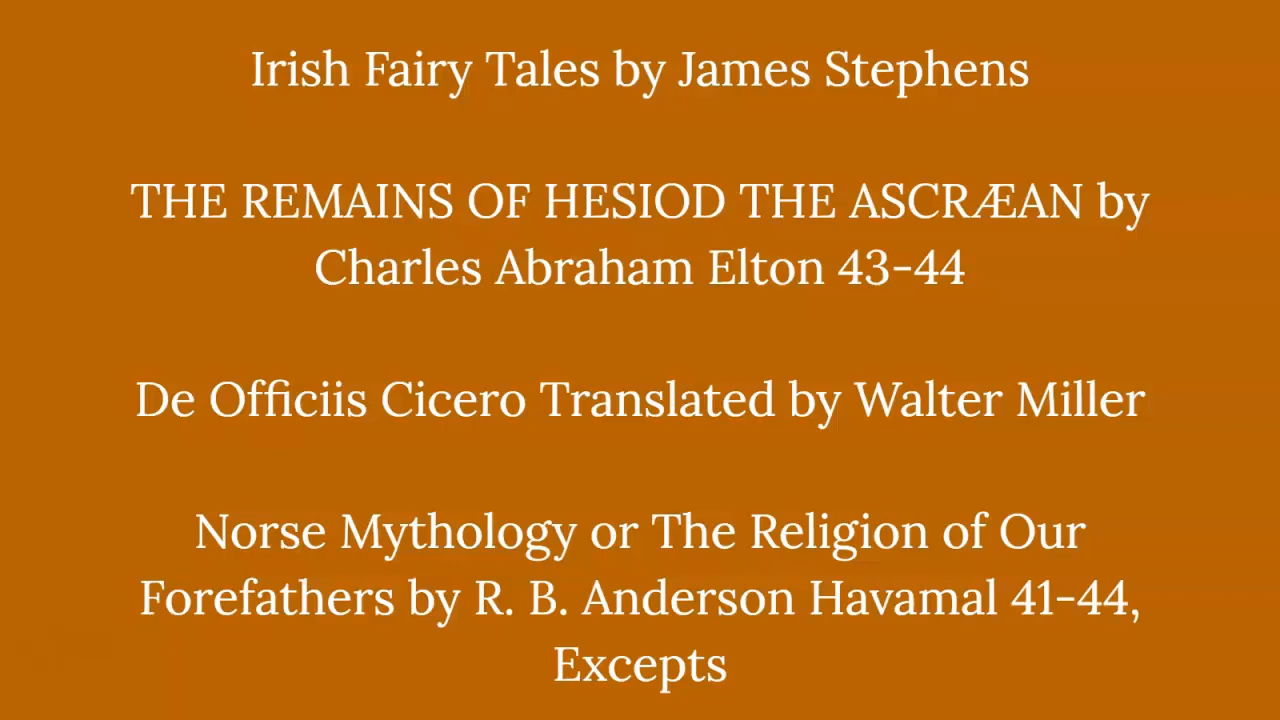 Irish Fairy Tales by James Stephens
THE REMAINS OF HESIOD THE ASCRÆAN by
Charles Abraham Elton 43-44
De Officiis Cicero Translated by Walter Miller
Norse Mythology or The Religion of Our
Forefathers by R. B. Anderson Havamal 41-44,
Excepts